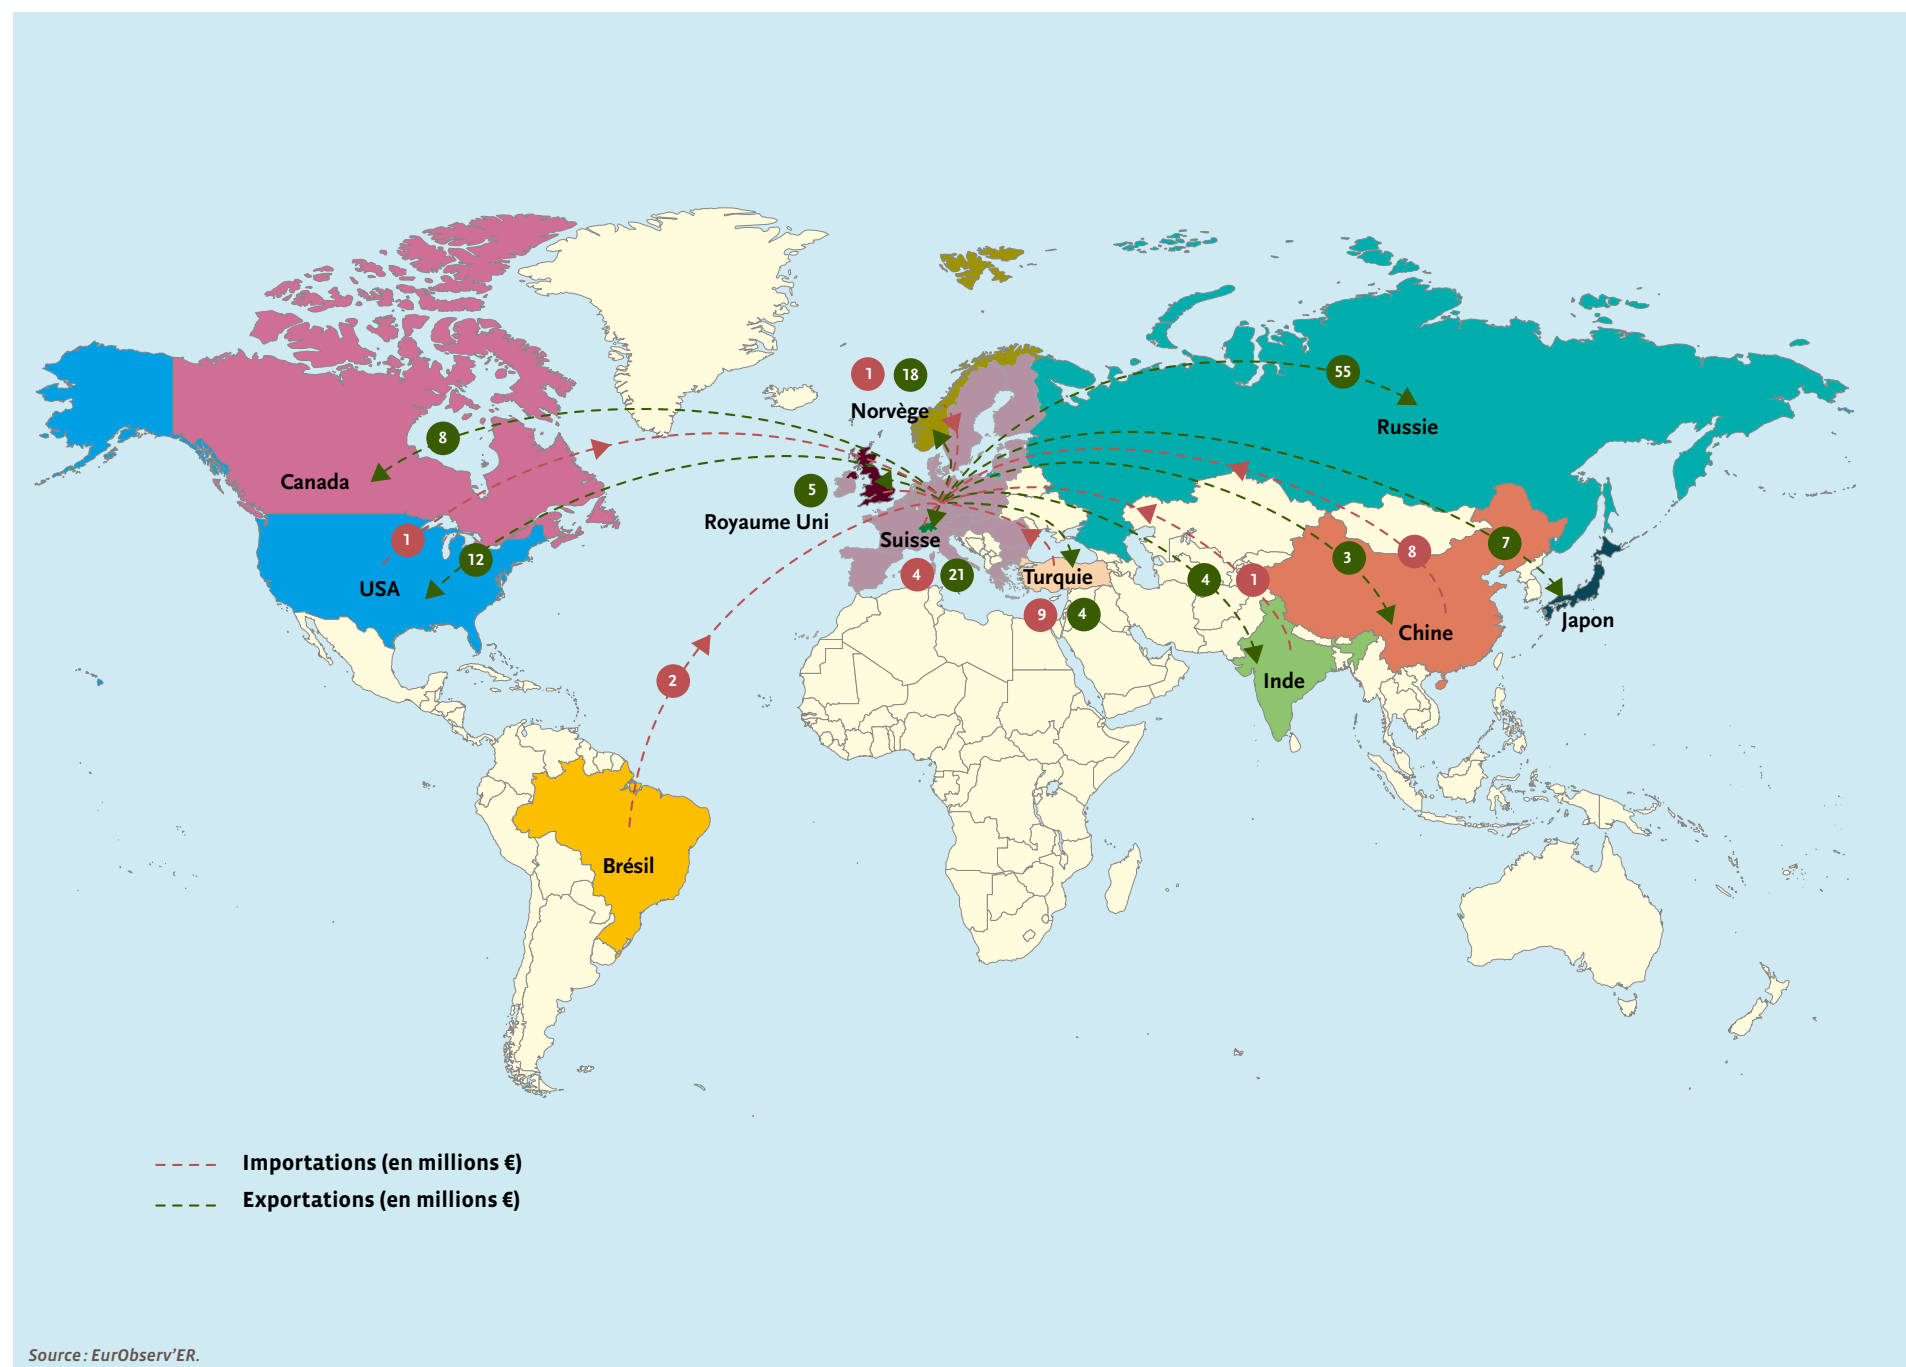 1
18
Norvège
55
Russie
8
Canada
5
Royaume Uni
Suisse
4
21
Turquie
9
4
1
12
USA
4
1
Inde
3
8
Chine
7
Japon
2
Brésil
Importations (en millions €)
Exportations (en millions €)
Source : EurObserv’ER.